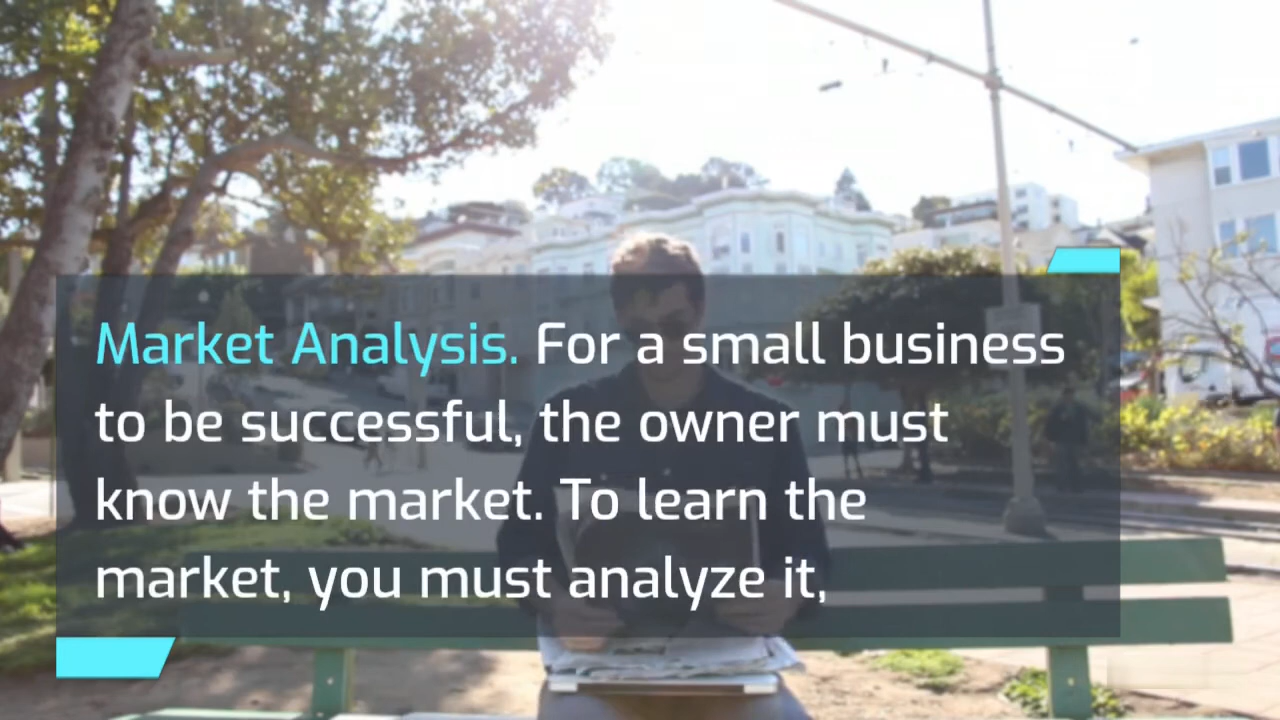 Market Analysis. For a small business
to be successful, the owner must
know the market. To learn the
market, you must analyze it,